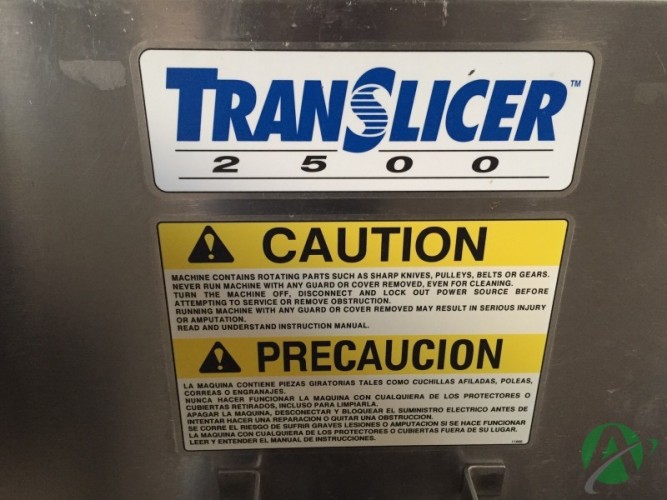 TRANSLICER™
2500
CAUTION
MACHINE CONTAINS ROTATING PARTS SUCH AS SHARP KNIVES, PULLEYS, BELTS OR GEARS.
NEVER RUN MACHINE WITH ANY GUARD OR COVER REMOVED, EVEN FOR CLEANING.
TURN THE MACHINE OFF, DISCONNECT AND LOCK OUT POWER SOURCE BEFORE
ATTEMPTING TO SERVICE OR REMOVE OBSTRUCTION.
RUNNING MACHINE WITH ANY GUARD OR COVER REMOVED MAY RESULT IN SERIOUS INJURY
OR AMPUTATION.
READ AND UNDERSTAND INSTRUCTION MANUAL.
PRECAUCION
LA MAQUINA CONTIENE PIEZAS GIRATORIAS TALES COMO CUCHILLAS AFILADAS, POLEAS,
CORREAS O ENGRANAJES.
NUNCA HACER FUNCIONAR LA MAQUINA CON CUALQUIERA DE LOS PROTECTORES O
CUBIERTAS RETIRADOS, INCLUSO PARA LIMPIARLA.
APAGAR LA MAQUINA, DESCONECTAR Y BLOQUEAR EL SUMINISTRO ELECTRICO ANTES DE
INTENTAR HACER UNA REPARACION O QUITAR UNA OBSTRUCCION.
SE CORRE EL RIESGO DE SUFRIR GRAVES LESIONES O AMPUTACION SI SE HACE FUNCIONAR
LA MAQUINA CON CUALQUIERA DE LOS PROTECTORES O CUBIERTAS FUERA DE SU LUGAR.
LEER Y ENTENDER EL MANUAL DE INSTRUCCIONES.